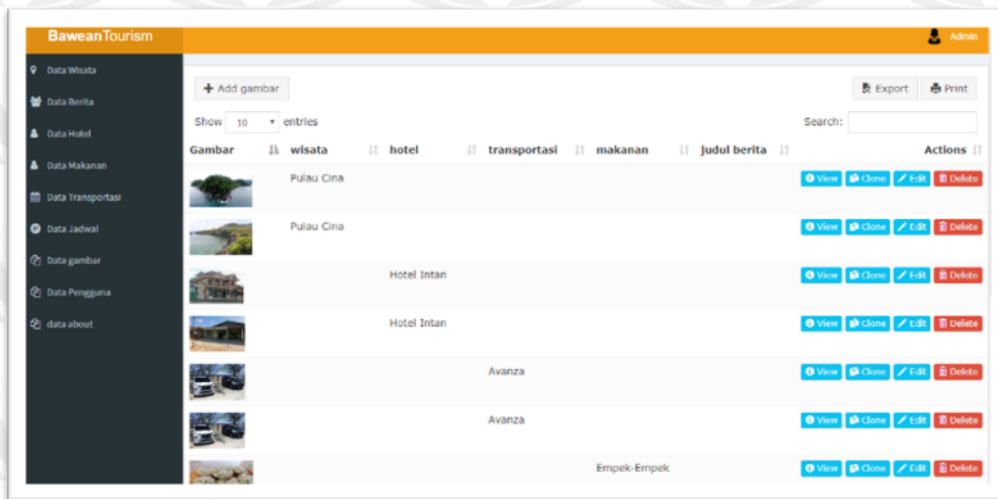 BaweanTourism
Admin
Data Wisata
Data Berita
Data Hotel
Data Makanan
Data Transportasi
Data Jadwal
Data gambar
Data Pengguna
data about
+ Add gambar
Export Print
Show 10 entries
Search:
Gambar wisata hotel transportasi makanan judul berita Actions
Pulau Cina View Clone Edit Delete
Pulau Cina View Clone Edit Delete
Hotel Intan View Clone Edit Delete
Hotel Intan View Clone Edit Delete
Avanza View Clone Edit Delete
Avanza View Clone Edit Delete
Empek-Empek View Clone Edit Delete